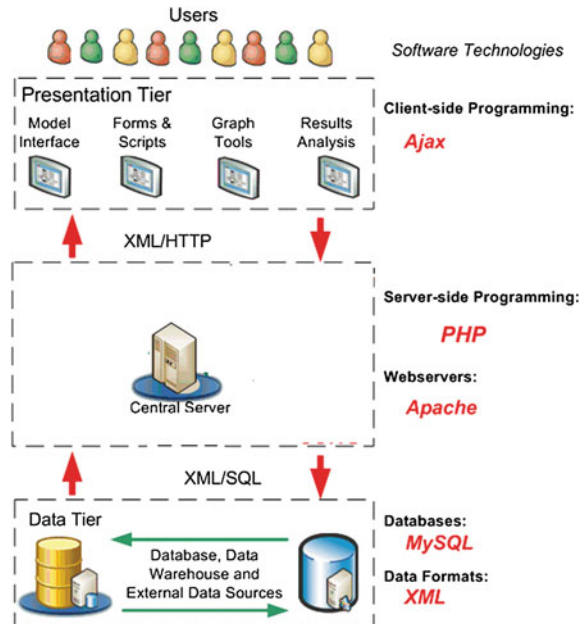 Users
Software Technologies
Presentation Tier
Client-side Programming:
Ajax
Model
Interface
Forms &
Scripts
Graph
Tools
Results
Analysis
XML/HTTP
Server-side Programming:
PHP
Webservers:
Apache
Central Server
XML/SQL
Data Tier
Databases:
MySQL
Database, Data
Warehouse and
External Data Sources
Data Formats:
XML